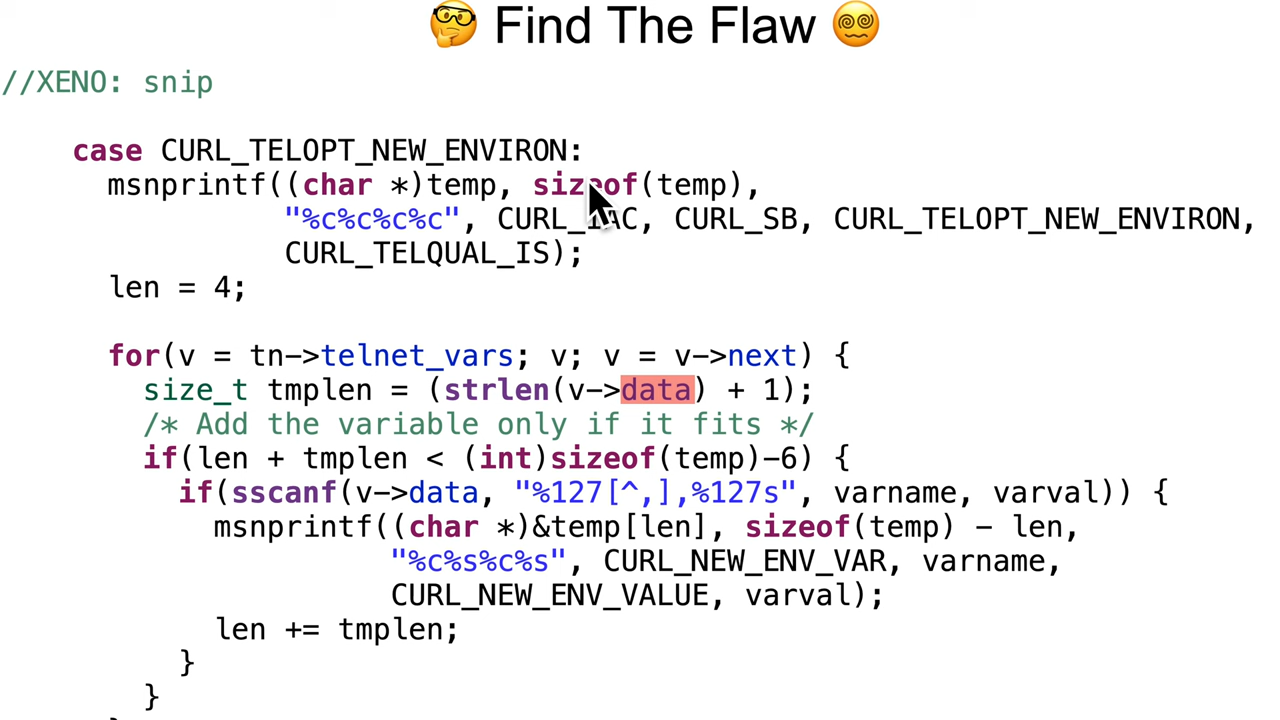 🤓 Find The Flaw 😵‍💫
//XENO: snip
case CURL_TELOPT_NEW_ENVIRON:
msnprintf((char *)temp, sizeof(temp),
"%c%c%c%c", CURL_IAC, CURL_SB, CURL_TELOPT_NEW_ENVIRON,
CURL_TELQUAL_IS);
len = 4;
for(v = tn->telnet_vars; v; v = v->next) {
size_t tmplen = (strlen(v->data) + 1);
/* Add the variable only if it fits */
if(len + tmplen < (int)sizeof(temp)-6) {
if(sscanf(v->data, "%127[^,],%127s", varname, varval)) {
msnprintf((char *)&temp[len], sizeof(temp) - len,
"%c%s%c%s", CURL_NEW_ENV_VAR, varname,
CURL_NEW_ENV_VALUE, varval);
len += tmplen;
}
}